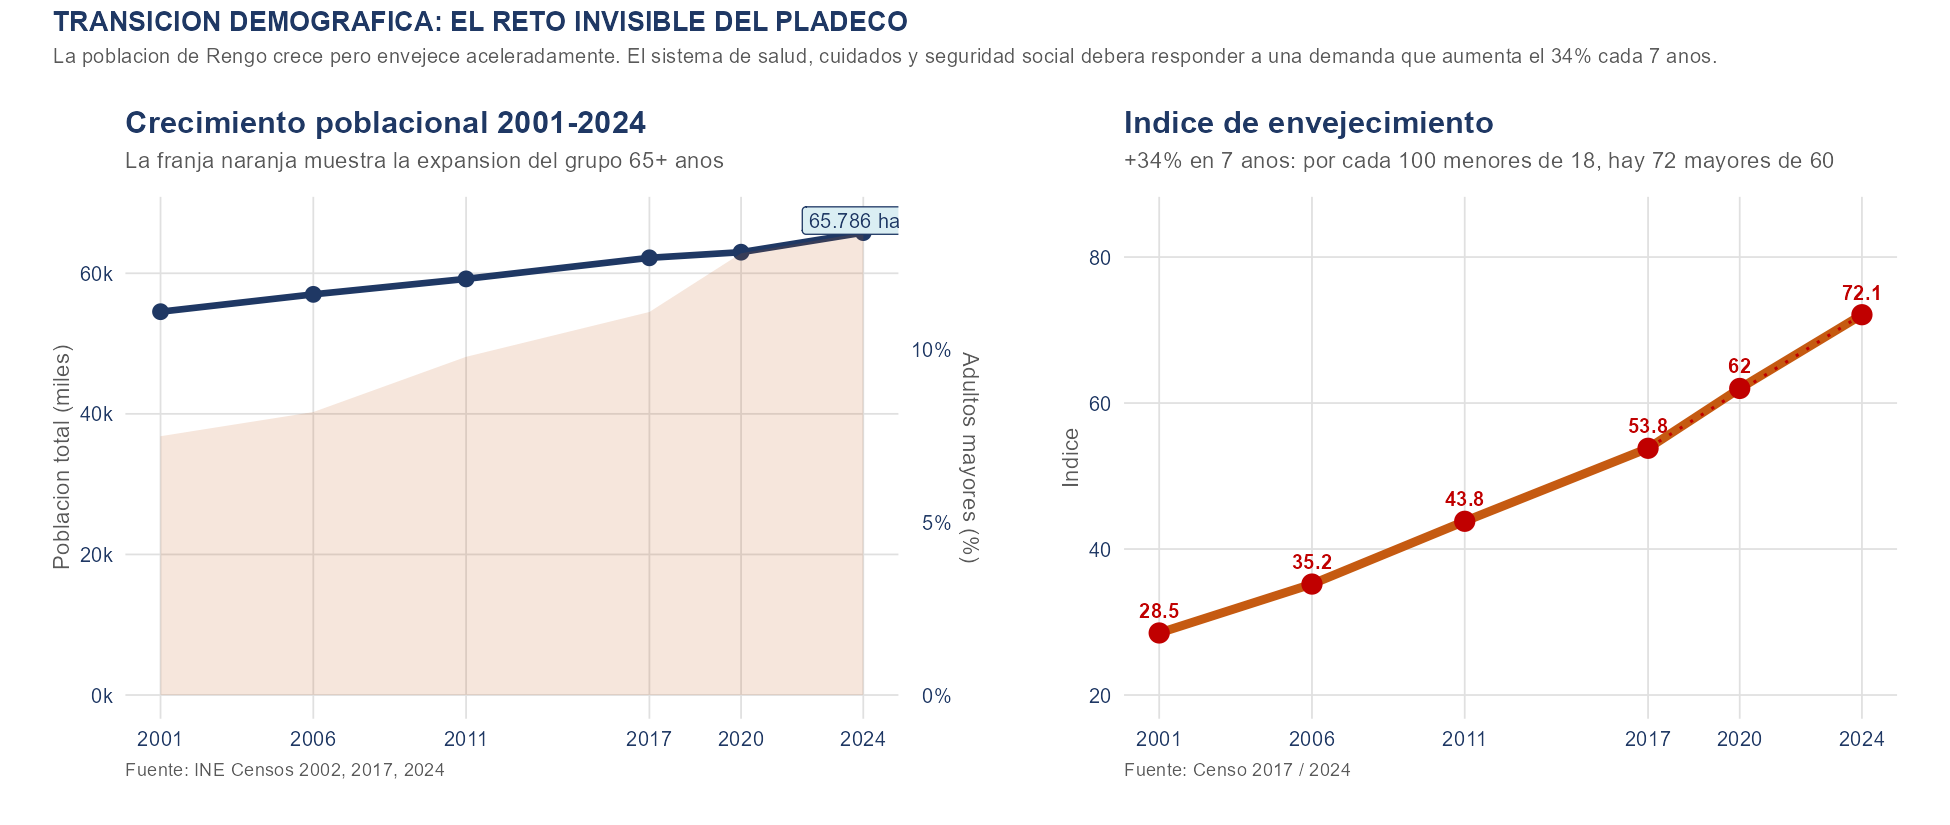 TRANSICION DEMOGRAFICA: EL RETO INVISIBLE DEL PLADECO
La poblacion de Rengo crece pero envejece aceleradamente. El sistema de salud, cuidados y seguridad social debera responder a una demanda que aumenta el 34% cada 7 anos.
Crecimiento poblacional 2001-2024
La franja naranja muestra la expansion del grupo 65+ anos
65.786 ha
60k
40k
20k
0k
Poblacion total (miles)
10%
5%
0%
Adultos mayores (%)
2001 2006 2011 2017 2020 2024
Fuente: INE Censos 2002, 2017, 2024
Indice de envejecimiento
+34% en 7 anos: por cada 100 menores de 18, hay 72 mayores de 60
80
60
40
20
Indice
28.5
35.2
43.8
53.8
62
72.1
2001 2006 2011 2017 2020 2024
Fuente: Censo 2017 / 2024